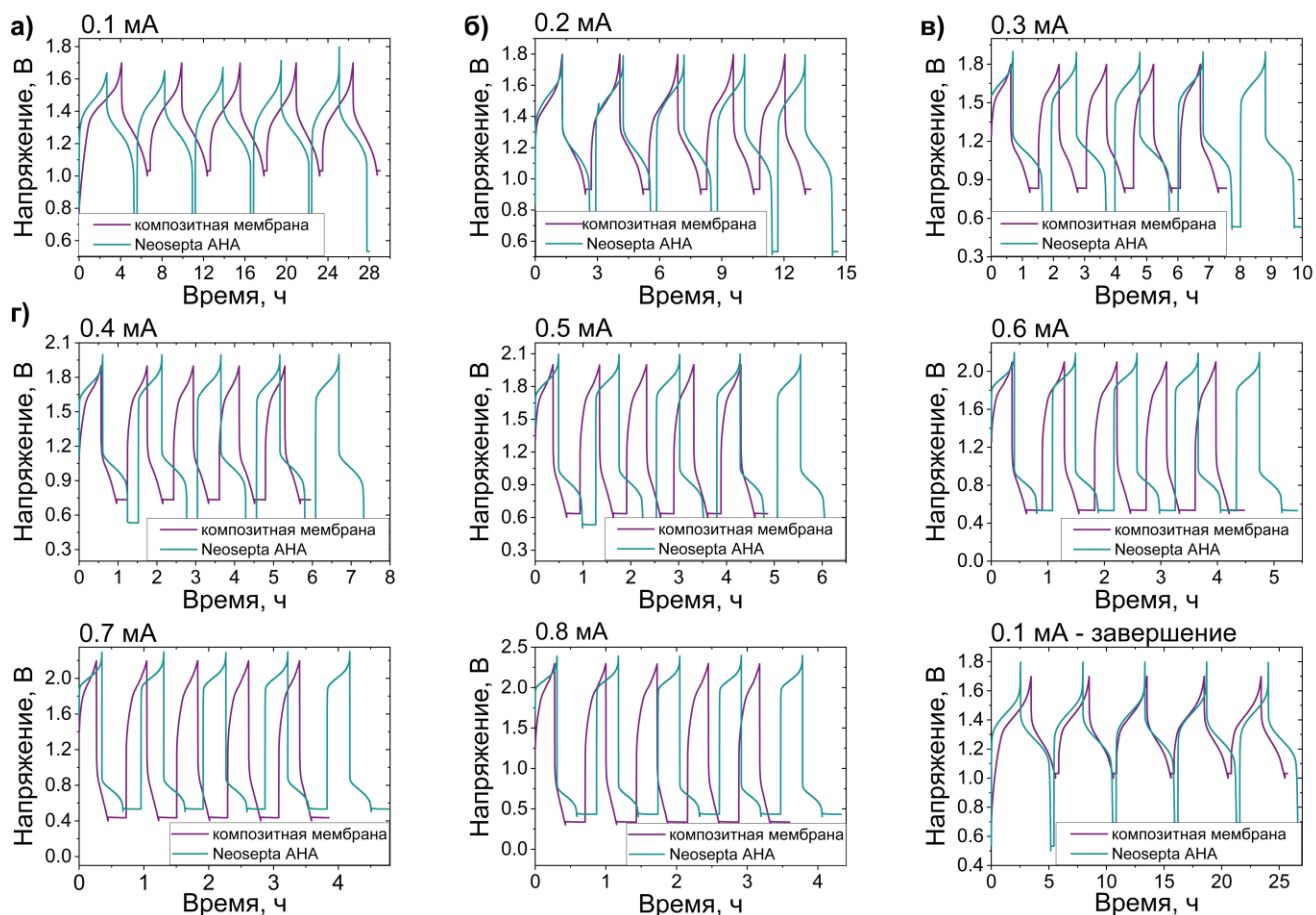 а)
0.1 мА
Напряжение, В
1.8
1.6
1.4
1.2
1.0
0.8
0.6
композитная мембрана
Neosepta AHA
0 4 8 12 16 20 24 28
Время, ч
б)
0.2 мА
Напряжение, В
1.8
1.6
1.4
1.2
1.0
0.8
0.6
композитная мембрана
Neosepta AHA
0 3 6 9 12 15
Время, ч
в)
0.3 мА
Напряжение, В
1.8
1.5
1.2
0.9
0.6
0.3
композитная мембрана
Neosepta AHA
0 1 2 3 4 5 6 7 8 9 10
Время, ч
г)
0.4 мА
Напряжение, В
2.1
1.8
1.5
1.2
0.9
0.6
0.3
композитная мембрана
Neosepta AHA
0 1 2 3 4 5 6 7 8
Время, ч
0.5 мА
Напряжение, В
2.1
1.8
1.5
1.2
0.9
0.6
0.3
композитная мембрана
Neosepta AHA
0 1 2 3 4 5 6
Время, ч
0.6 мА
Напряжение, В
2.0
1.6
1.2
0.8
0.4
0.0
композитная мембрана
Neosepta AHA
0 1 2 3 4 5
Время, ч
0.7 мА
Напряжение, В
2.0
1.6
1.2
0.8
0.4
0.0
композитная мембрана
Neosepta AHA
0 1 2 3 4
Время, ч
0.8 мА
Напряжение, В
2.5
2.0
1.5
1.0
0.5
0.0
композитная мембрана
Neosepta AHA
0 1 2 3 4
Время, ч
0.1 мА - завершение
Напряжение, В
1.8
1.6
1.4
1.2
1.0
0.8
0.6
0.4
композитная мембрана
Neosepta AHA
0 5 10 15 20 25
Время, ч